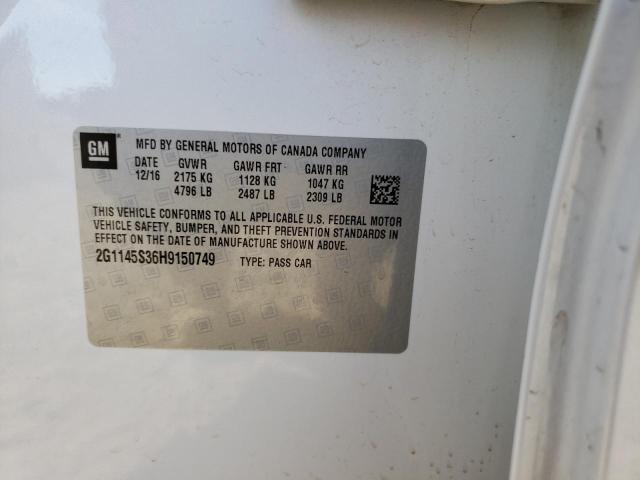 GM
MFD BY GENERAL MOTORS OF CANADA COMPANY
DATE GVWR GAWR FRT GAWR RR
12/16 2175 KG 1128 KG 1047 KG
4796 LB 2487 LB 2309 LB
THIS VEHICLE CONFORMS TO ALL APPLICABLE U.S. FEDERAL MOTOR
VEHICLE SAFETY, BUMPER, AND THEFT PREVENTION STANDARDS IN
EFFECT ON THE DATE OF MANUFACTURE SHOWN ABOVE.
2G1145S36H9150749 TYPE: PASS CAR